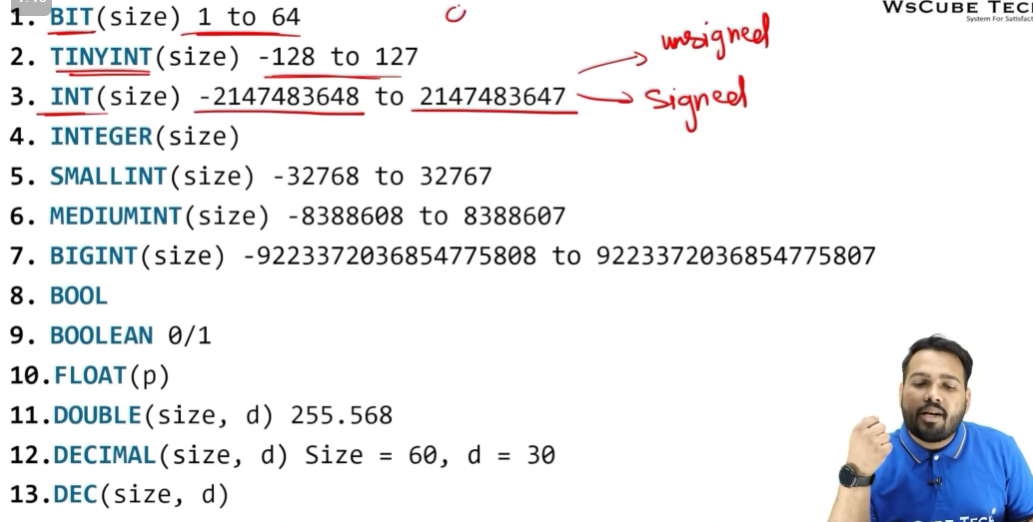 WSCUBE TECH
System For Satisfact
1. BIT(size) 1 to 64
unsigned
2. TINYINT(size) -128 to 127
3. INT(size) -2147483648 to 2147483647
signed
4. INTEGER(size)
5. SMALLINT(size) -32768 to 32767
6. MEDIUMINT(size) -8388608 to 8388607
7. BIGINT(size) -9223372036854775808 to 9223372036854775807
8. BOOL
9. BOOLEAN 0/1
10.FLOAT(p)
11.DOUBLE(size, d) 255.568
12.DECIMAL(size, d) Size = 60, d = 30
13.DEC(size, d)